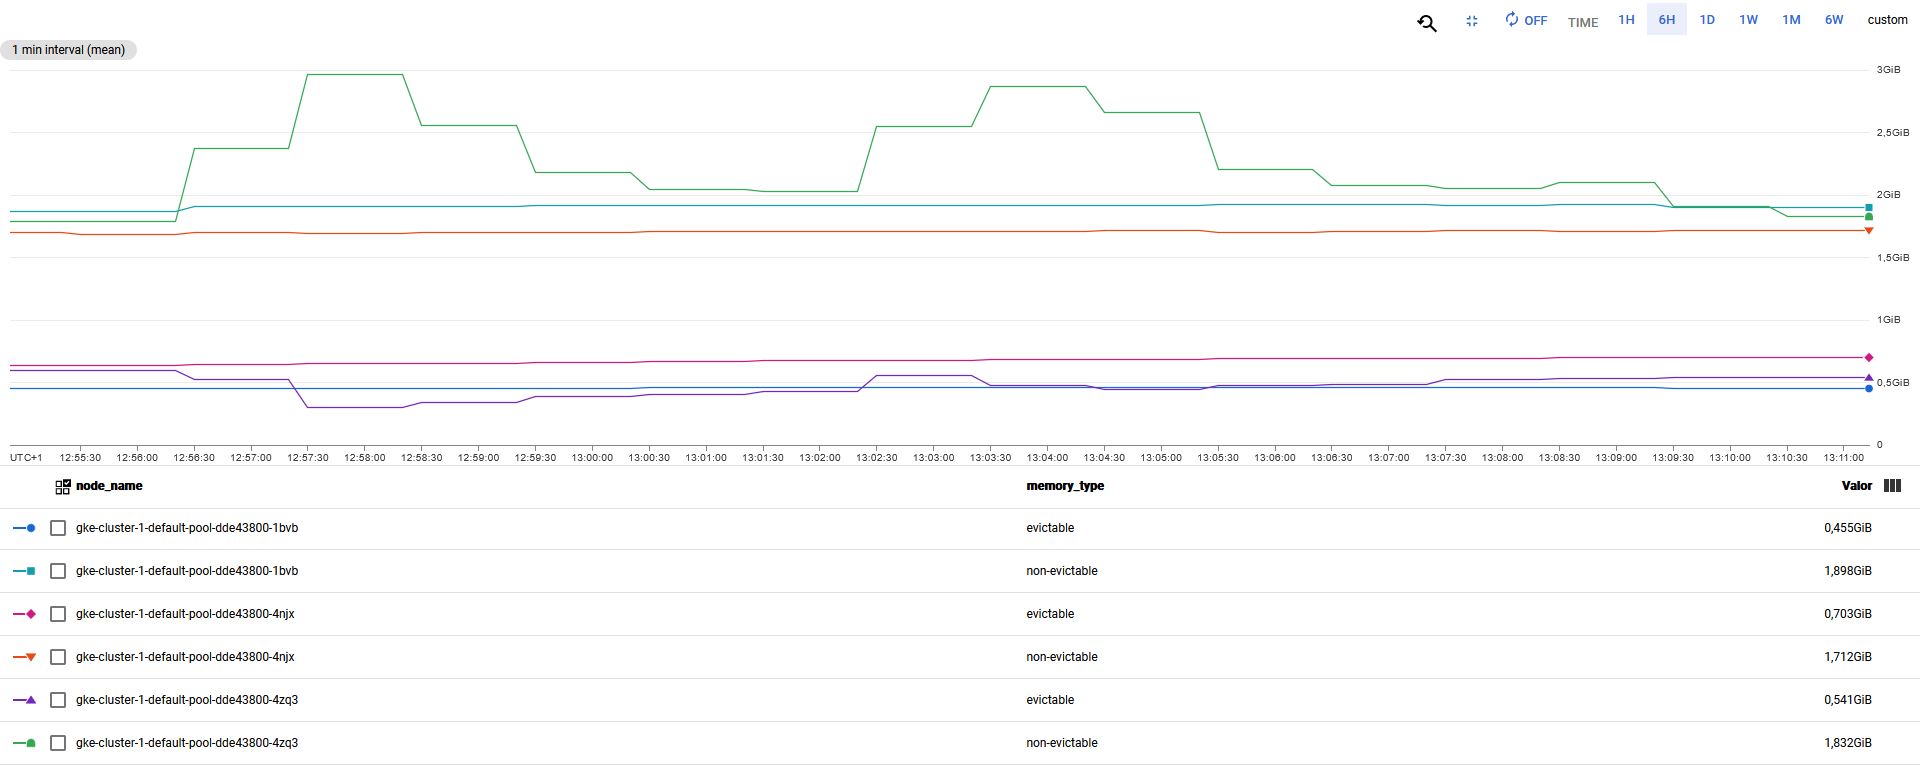 OFF TIME 1H 6H 1D 1W 1M 6W custom
1 min interval (mean)
3GiB
2,5GiB
2GiB
1,5GiB
1GiB
0,5GiB
0
UTC+1 12:55:30 12:56:00 12:56:30 12:57:00 12:57:30 12:58:00 12:58:30 12:59:00 12:59:30 13:00:00 13:00:30 13:01:00 13:01:30 13:02:00 13:02:30 13:03:00 13:03:30 13:04:00 13:04:30 13:05:00 13:05:30 13:06:00 13:06:30 13:07:00 13:07:30 13:08:00 13:08:30 13:09:00 13:09:30 13:10:00 13:10:30 13:11:00
node_name memory_type Valor
gke-cluster-1-default-pool-dde43800-1bvb evictable 0,455GiB
gke-cluster-1-default-pool-dde43800-1bvb non-evictable 1,898GiB
gke-cluster-1-default-pool-dde43800-4njx evictable 0,703GiB
gke-cluster-1-default-pool-dde43800-4njx non-evictable 1,712GiB
gke-cluster-1-default-pool-dde43800-4zq3 evictable 0,541GiB
gke-cluster-1-default-pool-dde43800-4zq3 non-evictable 1,832GiB